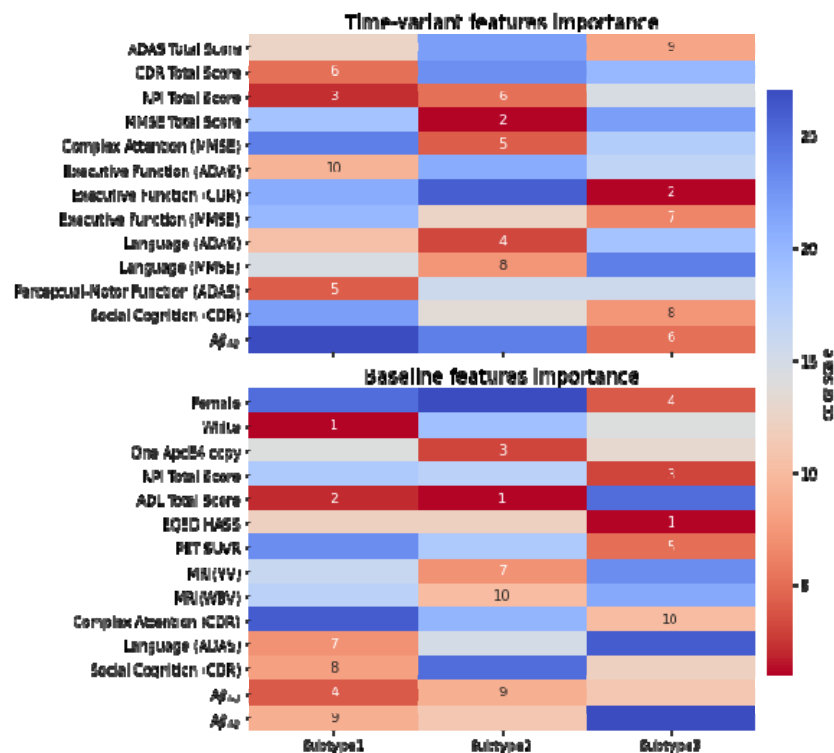 Time-variant features importance
ADAS Total Score 9
CDR Total Score 6
NPI Total Score 3 6
MMSE Total Score 2
Complex Attention (MMSE) 5
Executive Function (ADAS) 10
Executive Function (CDR) 2
Executive Function (MMSE) 7
Language (ADAS) 4
Language (MMSE) 8
Perceptual-Motor Function (ADAS) 5
Social Cognition (CDR) 8
6
Baseline features importance
Female 4
White 1
One ApoE4 copy 3
NPI Total Score 3
ADL Total Score 2 1
1
PET SUVR 5
MRI(VV) 7
MRI(WBV) 10
Complex Attention (CDR) 10
Language (ADAS) 7
Social Cognition (CDR) 8
4 9
9
Subtype1 Subtype2 Subtype3
20
15
10
5